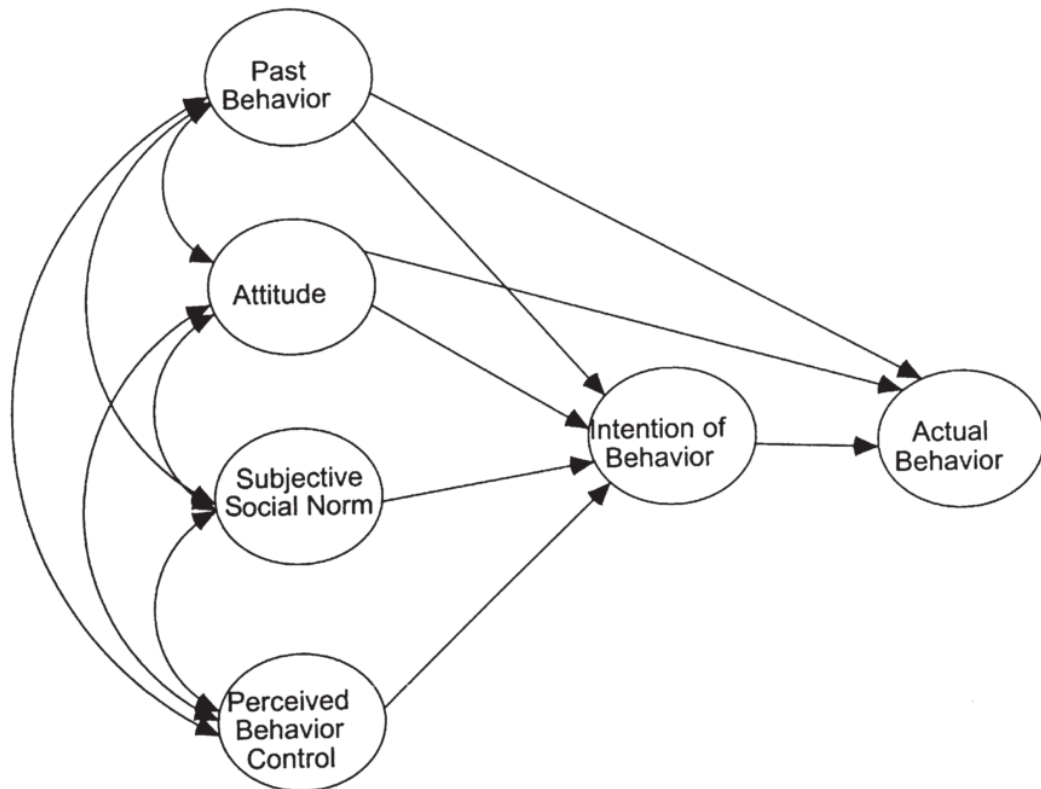 Past
Behavior
Attitude
Subjective
Social Norm
Perceived
Behavior
Control
Intention of
Behavior
Actual
Behavior